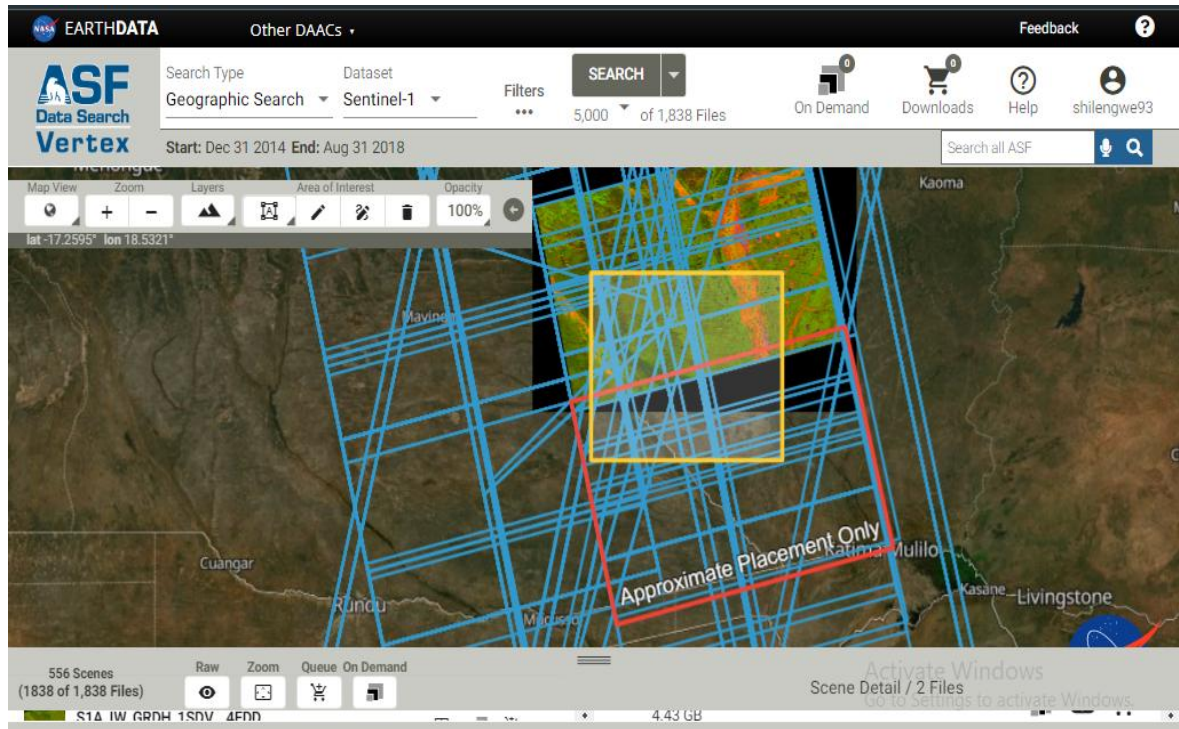 NASA EARTHDATA Other DAACs Feedback ?
ASF
Data Search
Vertex
Search Type Dataset
Geographic Search Sentinel-1 Filters SEARCH
5,000 of 1,838 Files
0 0
On Demand Downloads Help shilengwe93
Start: Dec 31 2014 End: Aug 31 2018 Search all ASF
Menongue
Map View Zoom Layers Area of Interest Opacity
100%
lat -17.2595° lon 18.5321°
Kaoma
Cuangar
Rundu
Approximate Placement Only
Katima Mulilo
Kasane
Livingstone
556 Scenes
(1838 of 1,838 Files)
Raw Zoom Queue On Demand
Scene Detail / 2 Files
Activate Windows
Go to Settings to activate Windows.
S1A_IW_GRDH_1SDV 4.43 GB